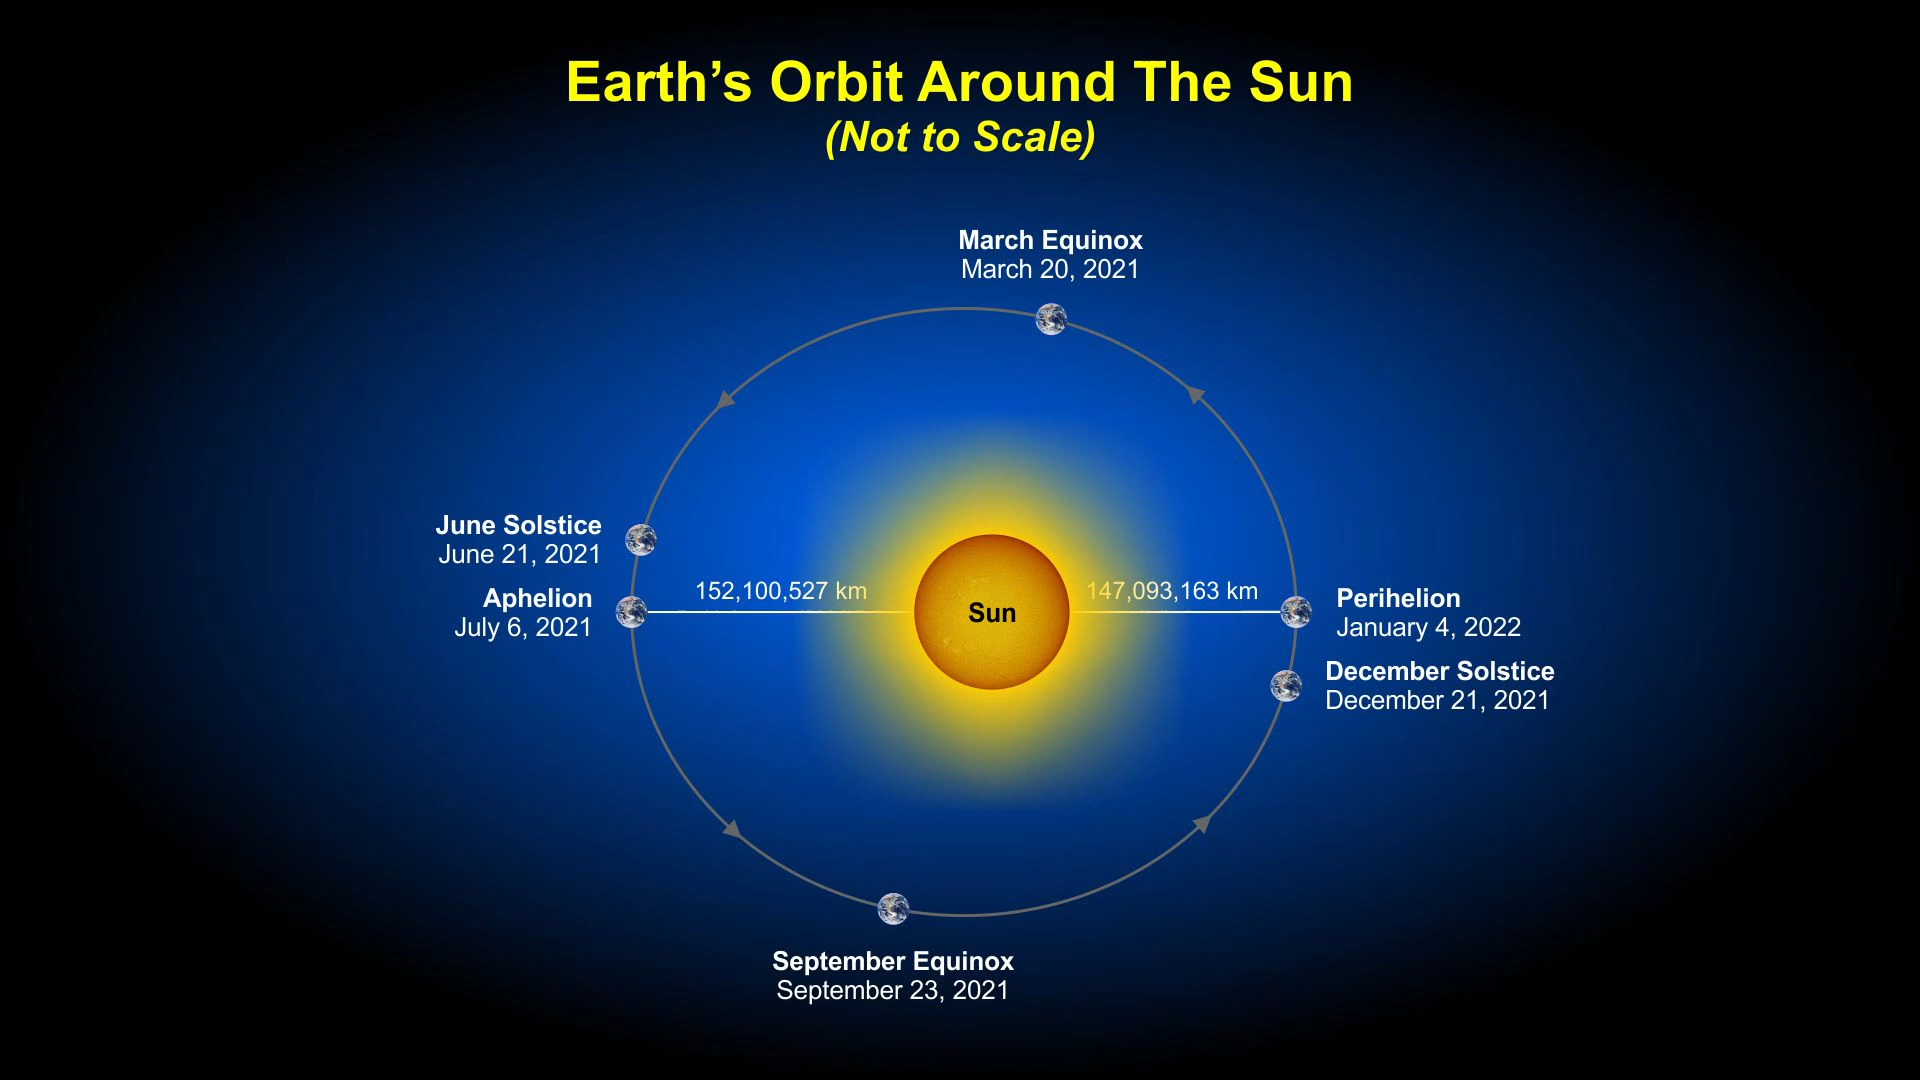 Earth’s Orbit Around The Sun
(Not to Scale)
March Equinox
March 20, 2021
June Solstice
June 21, 2021
Aphelion
July 6, 2021
152,100,527 km
Sun
147,093,163 km
Perihelion
January 4, 2022
December Solstice
December 21, 2021
September Equinox
September 23, 2021